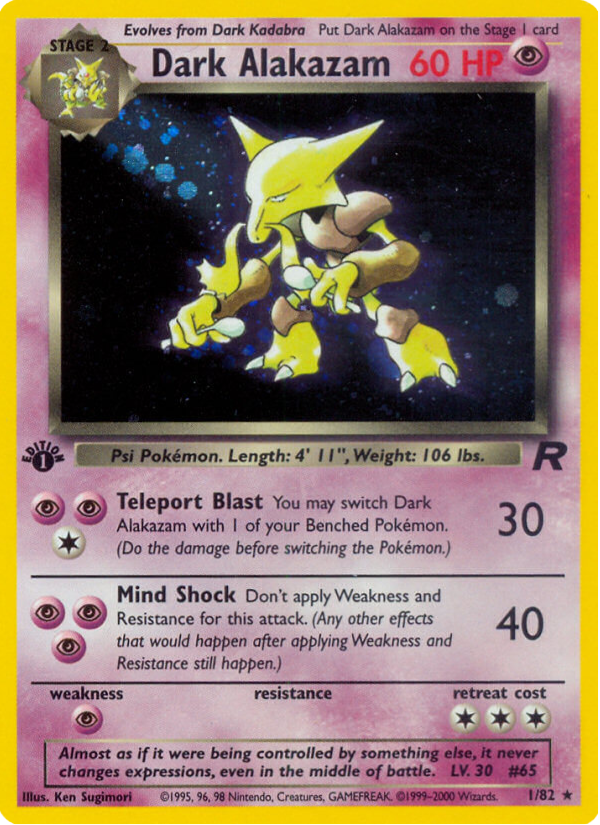 Evolves from Dark Kadabra Put Dark Alakazam on the Stage 1 card
STAGE 2
Dark Alakazam 60 HP
EDITION
1
Psi Pokémon. Length: 4' 11", Weight: 106 lbs.
R
Teleport Blast You may switch Dark
Alakazam with 1 of your Benched Pokémon.
(Do the damage before switching the Pokémon.)
30
Mind Shock Don't apply Weakness and
Resistance for this attack. (Any other effects
that would happen after applying Weakness and
Resistance still happen.)
40
weakness resistance retreat cost
Almost as if it were being controlled by something else, it never
changes expressions, even in the middle of battle. LV. 30 #65
Illus. Ken Sugimori ©1995, 96, 98 Nintendo, Creatures, GAMEFREAK. ©1999-2000 Wizards. 1/82 ★